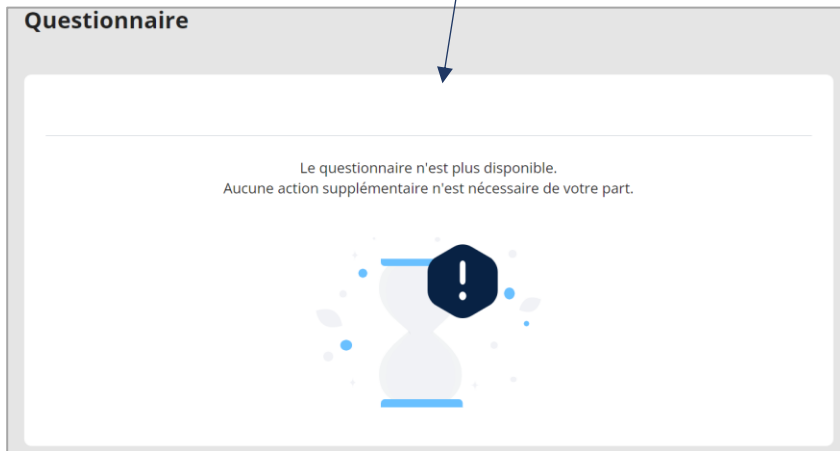 Questionnaire
Le questionnaire n'est plus disponible.
Aucune action supplémentaire n'est nécessaire de votre part.